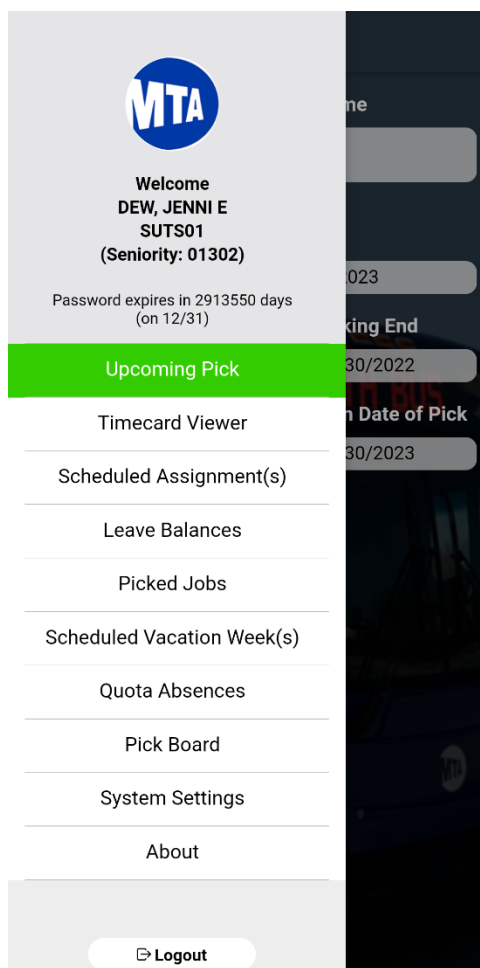 MTA
Welcome
DEW, JENNI E
SUTS01
(Seniority: 01302)
Password expires in 2913550 days
(on 12/31)
Upcoming Pick
Timecard Viewer
Scheduled Assignment(s)
Leave Balances
Picked Jobs
Scheduled Vacation Week(s)
Quota Absences
Pick Board
System Settings
About
Logout
me
2023
king End
30/2022
n Date of Pick
30/2023
MTA